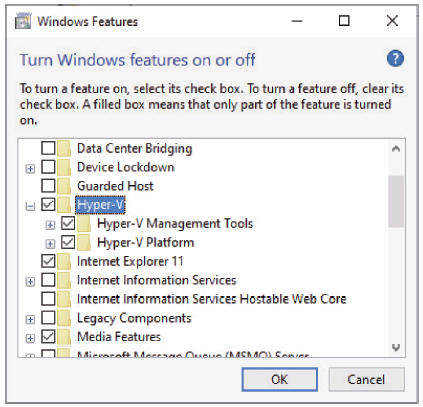 Windows Features
Turn Windows features on or off
To turn a feature on, select its check box. To turn a feature off, clear its
check box. A filled box means that only part of the feature is turned
on.
Data Center Bridging
Device Lockdown
Guarded Host
Hyper-V
Hyper-V Management Tools
Hyper-V Platform
Internet Explorer 11
Internet Information Services
Internet Information Services Hostable Web Core
Legacy Components
Media Features
Microsoft Message Queue (MSMQ) Server
OK Cancel